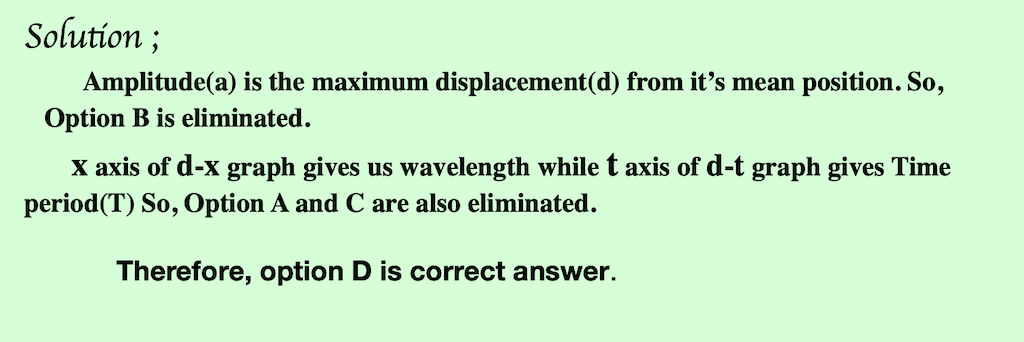 Solution ;
Amplitude(a) is the maximum displacement(d) from it’s mean position. So,
Option B is eliminated.
x axis of d-x graph gives us wavelength while t axis of d-t graph gives Time
period(T) So, Option A and C are also eliminated.
Therefore, option D is correct answer.